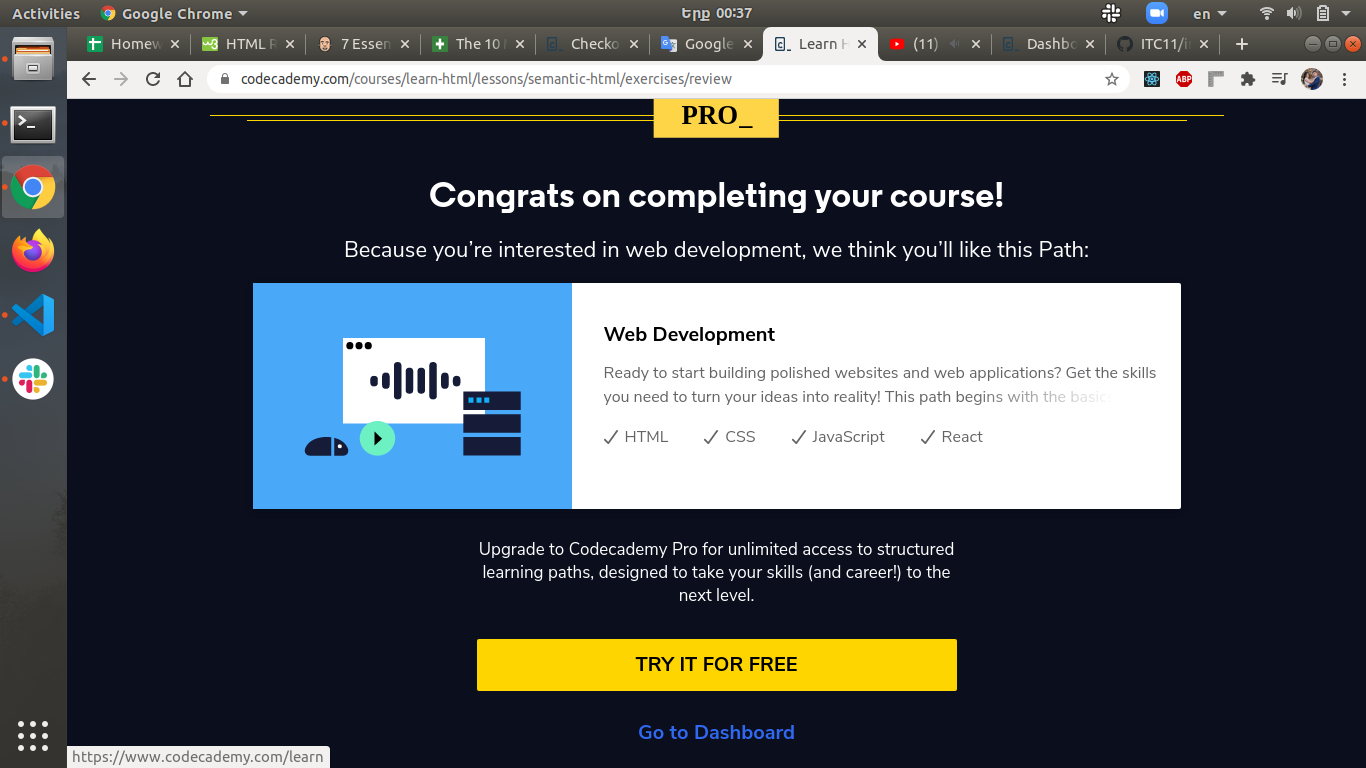 Activities Google Chrome Երք 00:37 en
Homew HTML R 7 Essen The 10 Checko Google Learn H (11) Dashbo ITC11/i
codecademy.com/courses/learn-html/lessons/semantic-html/exercises/review ABP
PRO_
Congrats on completing your course!
Because you’re interested in web development, we think you’ll like this Path:
Web Development
Ready to start building polished websites and web applications? Get the skills
you need to turn your ideas into reality! This path begins with the basic
HTML CSS JavaScript React
Upgrade to Codecademy Pro for unlimited access to structured
learning paths, designed to take your skills (and career!) to the
next level.
TRY IT FOR FREE
Go to Dashboard
https://www.codecademy.com/learn